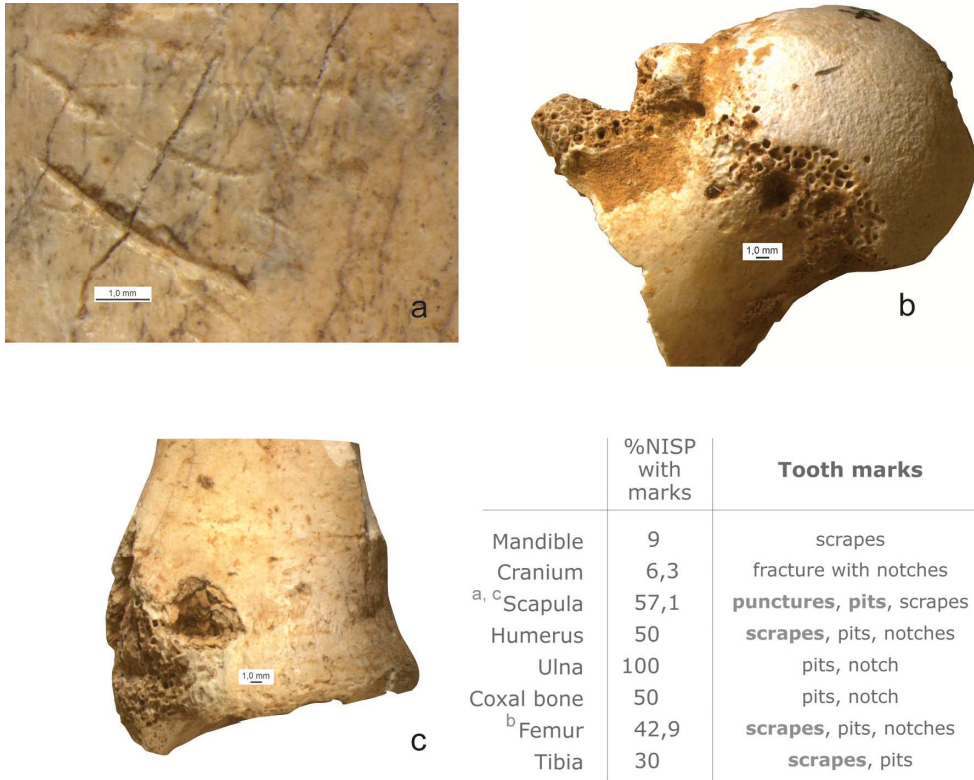 1,0 mm
a
1,0 mm
b
1,0 mm
c
%NISP
with
marks
Tooth marks
Mandible 9 scrapes
Cranium 6,3 fracture with notches
a, c Scapula 57,1 punctures, pits, scrapes
Humerus 50 scrapes, pits, notches
Ulna 100 pits, notch
Coxal bone 50 pits, notch
b Femur 42,9 scrapes, pits, notches
Tibia 30 scrapes, pits